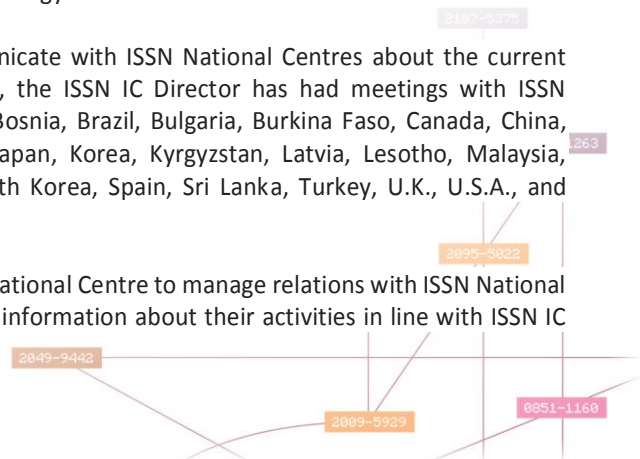 2187-5375
nicate with ISSN National Centres about the current
, the ISSN IC Director has had meetings with ISSN
Bosnia, Brazil, Bulgaria, Burkina Faso, Canada, China,
apan, Korea, Kyrgyzstan, Latvia, Lesotho, Malaysia,
1263
th Korea, Spain, Sri Lanka, Turkey, U.K., U.S.A., and
2095-5022
ational Centre to manage relations with ISSN National
information about their activities in line with ISSN IC
2049-9442
0851-1160
2009-5929